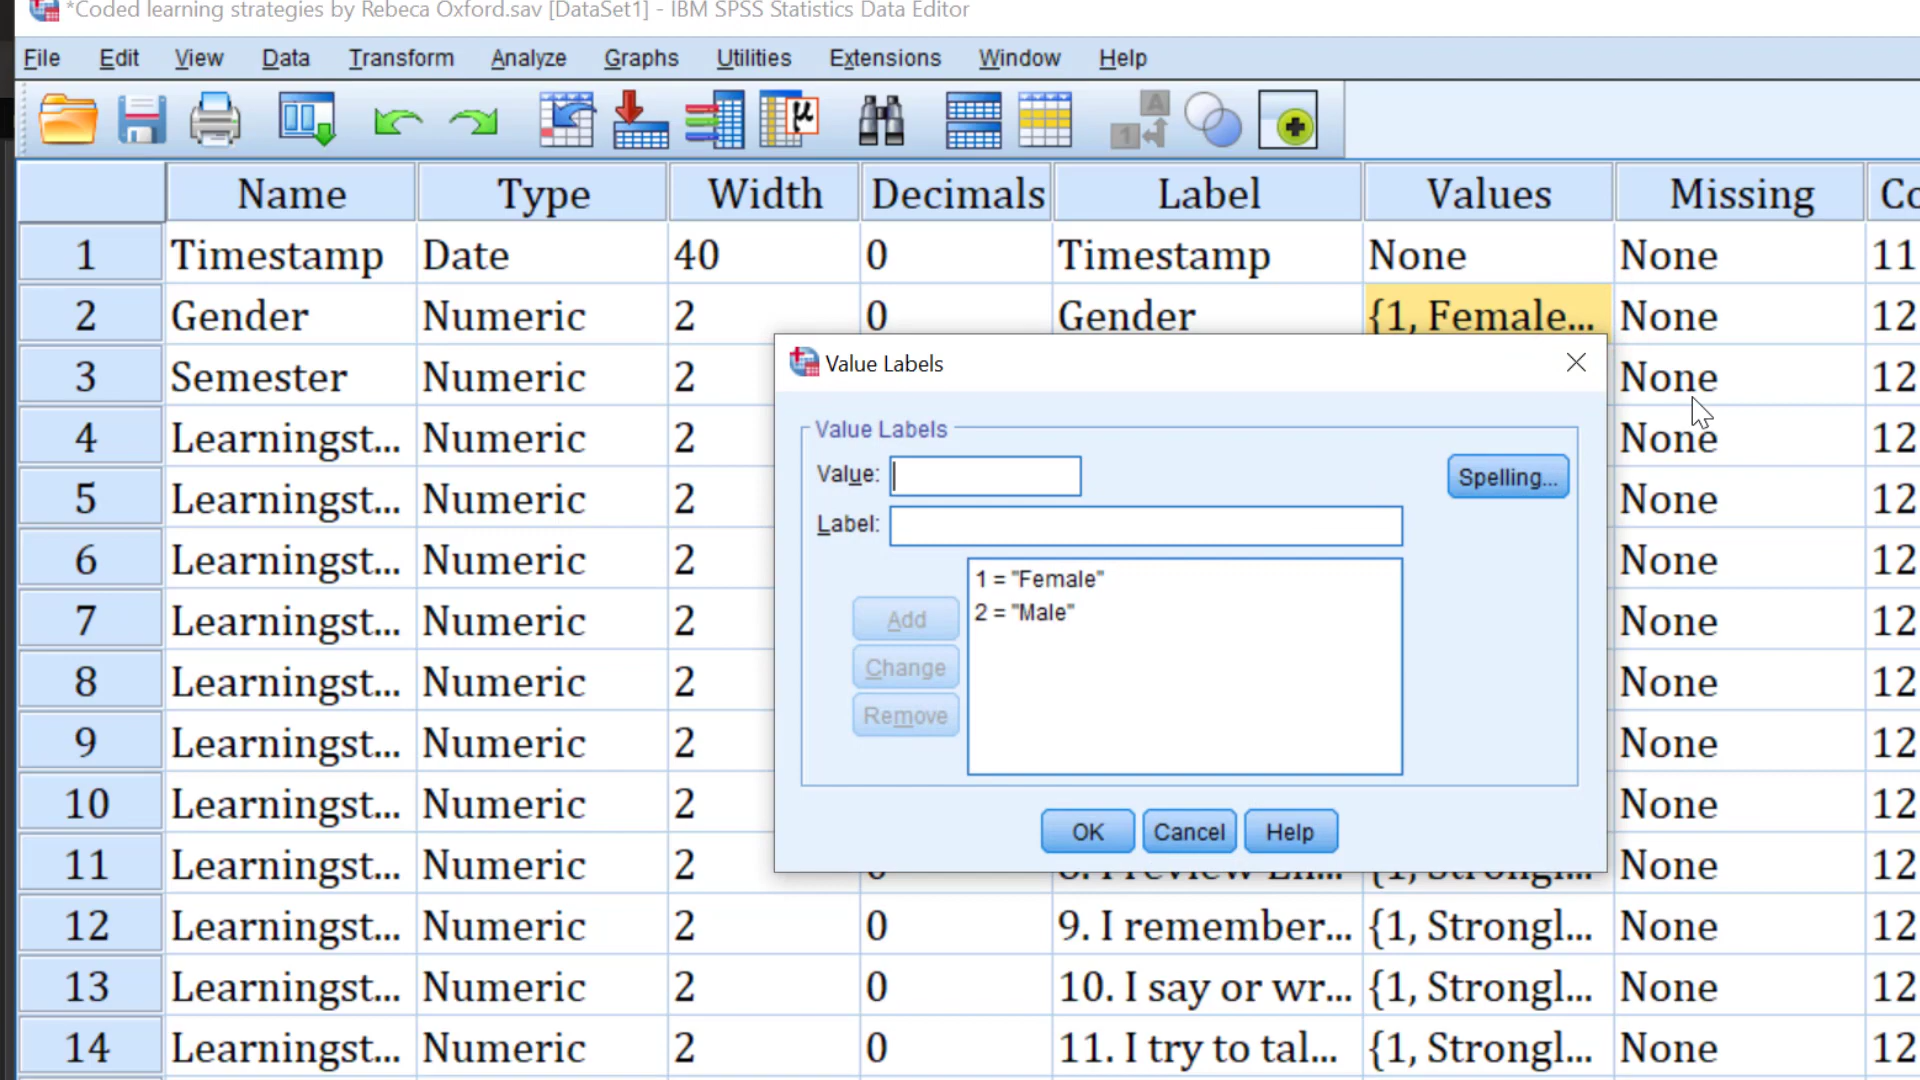 *Coded learning strategies by Rebeca Oxford.sav [DataSet1] - IBM SPSS Statistics Data Editor
File Edit View Data Transform Analyze Graphs Utilities Extensions Window Help
Name Type Width Decimals Label Values Missing Co
1 Timestamp Date 40 0 Timestamp None None 11
2 Gender Numeric 2 0 Gender {1, Female... None 12
3 Semester Numeric 2 None 12
4 Learningst... Numeric 2 None 12
5 Learningst... Numeric 2 None 12
6 Learningst... Numeric 2 None 12
7 Learningst... Numeric 2 None 12
8 Learningst... Numeric 2 None 12
9 Learningst... Numeric 2 None 12
10 Learningst... Numeric 2 None 12
11 Learningst... Numeric 2 None 12
12 Learningst... Numeric 2 0 9. I remember... {1, Strongl... None 12
13 Learningst... Numeric 2 0 10. I say or wr... {1, Strongl... None 12
14 Learningst... Numeric 2 0 11. I try to tal... {1, Strongl... None 12
Value Labels
Value Labels
Value:
Spelling...
Label:
1 = "Female"
2 = "Male"
Add
Change
Remove
OK Cancel Help